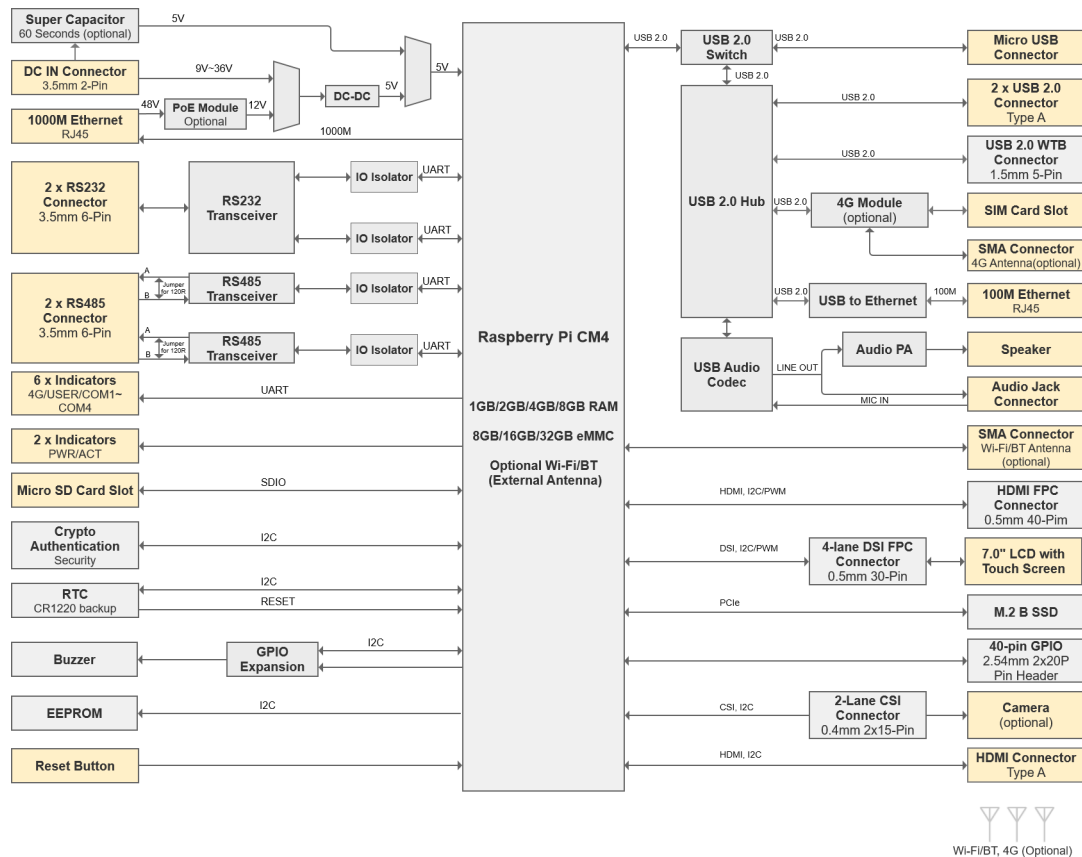 Super Capacitor
60 Seconds (optional)
5V
DC IN Connector
3.5mm 2-Pin
9V~36V
48V
PoE Module
Optional
12V
DC-DC
5V
5V
1000M Ethernet
RJ45
1000M
2 x RS232
Connector
3.5mm 6-Pin
RS232
Transceiver
IO Isolator
UART
IO Isolator
UART
2 x RS485
Connector
3.5mm 6-Pin
A
Jumper
for 120R
B
RS485
Transceiver
IO Isolator
UART
A
Jumper
for 120R
B
RS485
Transceiver
IO Isolator
UART
6 x Indicators
4G/USER/COM1~
COM4
UART
2 x Indicators
PWR/ACT
Micro SD Card Slot
SDIO
Crypto
Authentication
Security
I2C
RTC
CR1220 backup
I2C
RESET
Buzzer
GPIO
Expansion
I2C
EEPROM
I2C
Reset Button
Raspberry Pi CM4
1GB/2GB/4GB/8GB RAM
8GB/16GB/32GB eMMC
Optional Wi-Fi/BT
(External Antenna)
USB 2.0
USB 2.0
Switch
USB 2.0
Micro USB
Connector
USB 2.0
USB 2.0 Hub
USB 2.0
2 x USB 2.0
Connector
Type A
USB 2.0
USB 2.0 WTB
Connector
1.5mm 5-Pin
USB 2.0
4G Module
(optional)
SIM Card Slot
SMA Connector
4G Antenna(optional)
USB 2.0
USB to Ethernet
100M
100M Ethernet
RJ45
USB Audio
Codec
LINE OUT
Audio PA
Speaker
MIC IN
Audio Jack
Connector
SMA Connector
Wi-Fi/BT Antenna
(optional)
HDMI, I2C/PWM
HDMI FPC
Connector
0.5mm 40-Pim
DSI, I2C/PWM
4-lane DSI FPC
Connector
0.5mm 30-Pin
7.0" LCD with
Touch Screen
PCIe
M.2 B SSD
40-pin GPIO
2.54mm 2x20P
Pin Header
CSI, I2C
2-Lane CSI
Connector
0.4mm 2x15-Pin
Camera
(optional)
HDMI, I2C
HDMI Connector
Type A
Wi-Fi/BT, 4G (Optional)